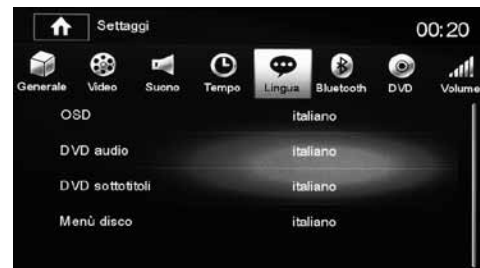 Settaggi 00:20
Generale Video Suono Tempo Lingua Bluetooth DVD Volume
OSD italiano
DVD audio italiano
DVD sottotitoli italiano
Menù disco italiano